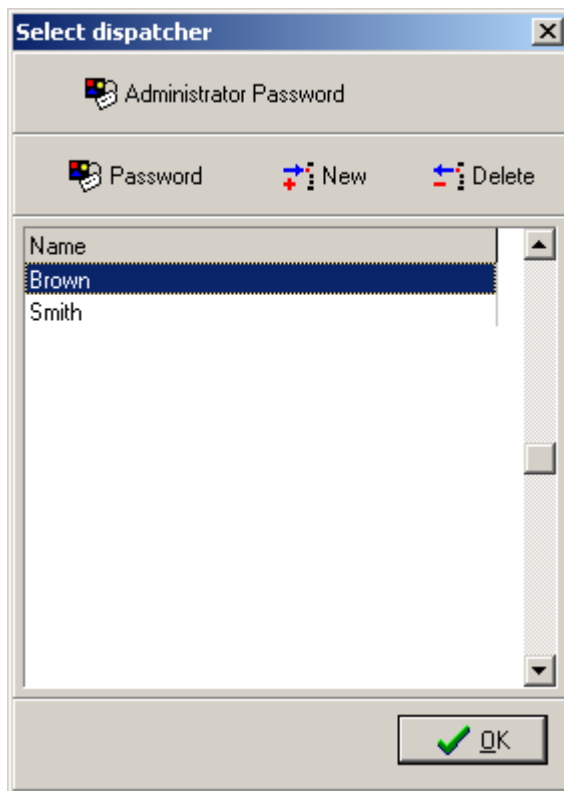 Select dispatcher
Administrator Password
Password New Delete
Name
Brown
Smith
OK